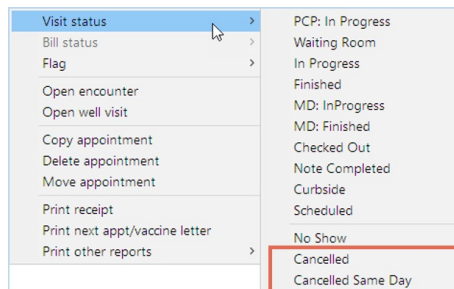 Visit status
Bill status
Flag
Open encounter
Open well visit
Copy appointment
Delete appointment
Move appointment
Print receipt
Print next appt/vaccine letter
Print other reports
PCP: In Progress
Waiting Room
In Progress
Finished
MD: InProgress
MD: Finished
Checked Out
Note Completed
Curbside
Scheduled
No Show
Cancelled
Cancelled Same Day